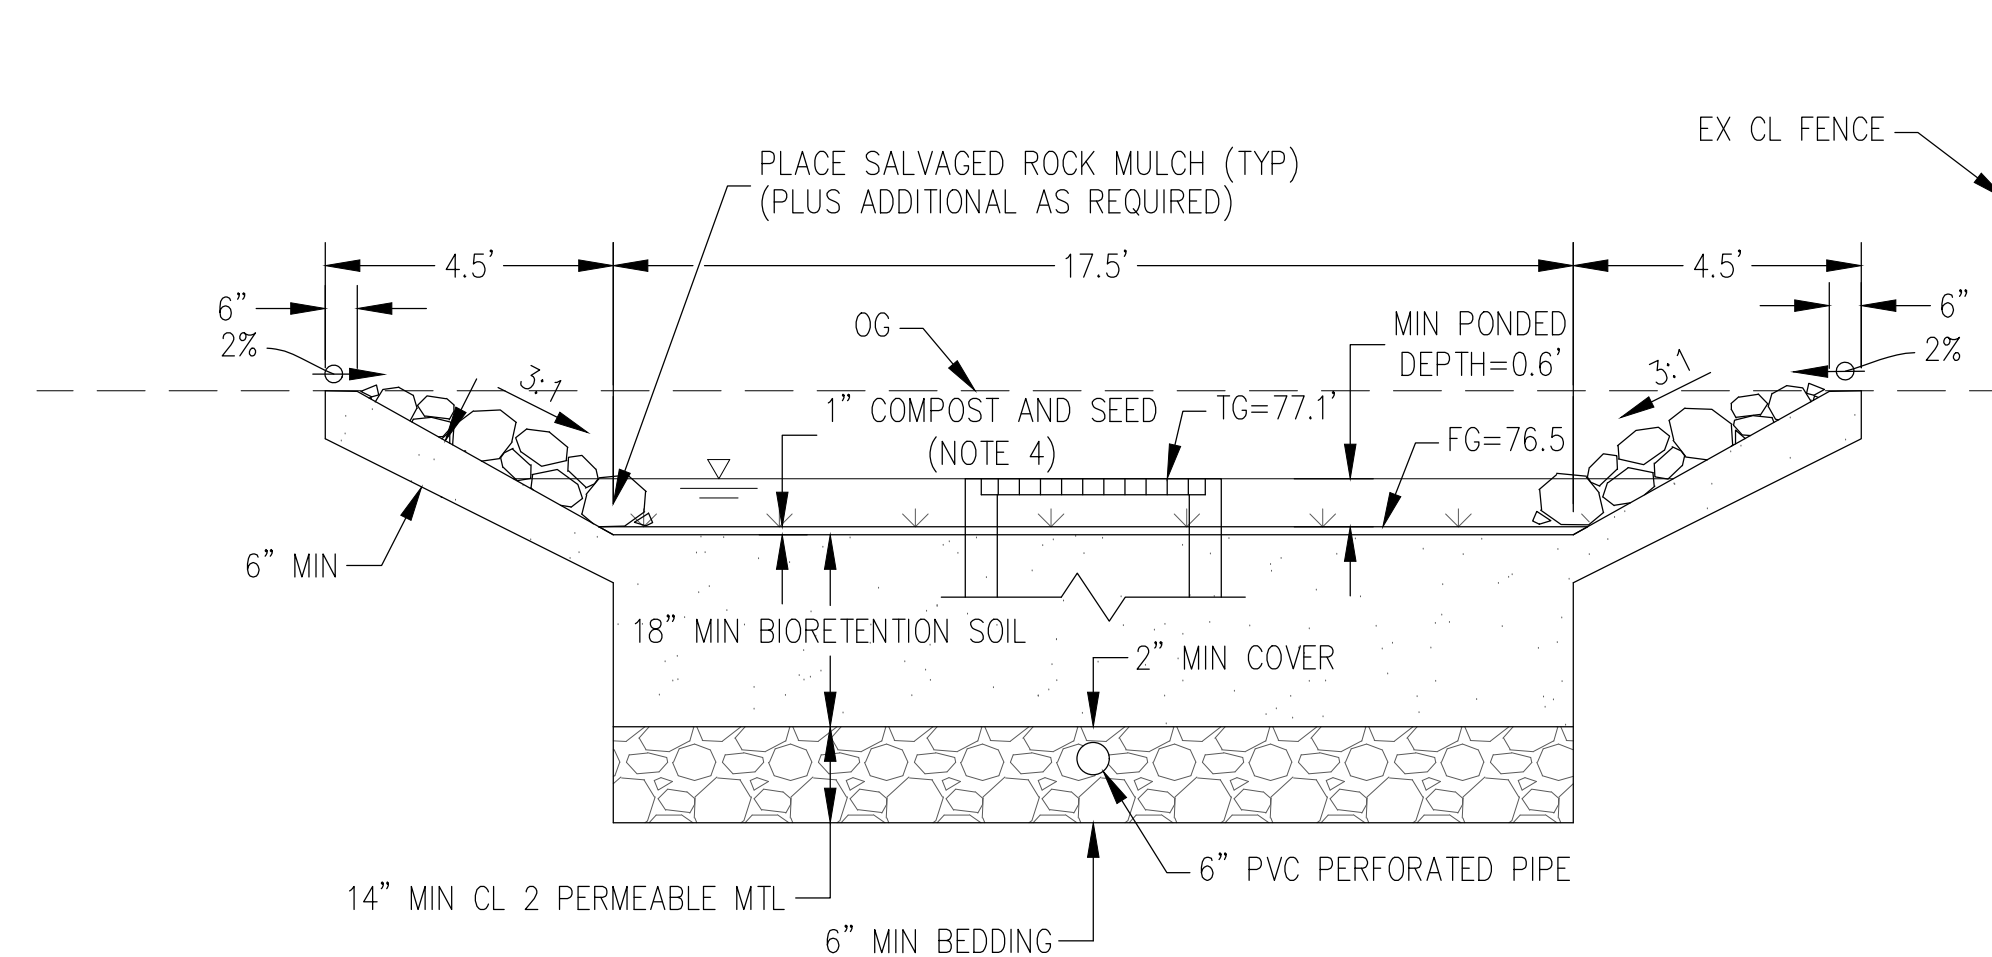 EX CL FENCE
PLACE SALVAGED ROCK MULCH (TYP)
(PLUS ADDITIONAL AS REQUIRED)
4.5’
17.5’
4.5’
6”
2%
3:1
OG
MIN PONDED
DEPTH=0.6’
6”
2%
3:1
1” COMPOST AND SEED
(NOTE 4)
TG=77.1’
FG=76.5
6” MIN
18” MIN BIORETENTION SOIL
2” MIN COVER
6” PVC PERFORATED PIPE
14” MIN CL 2 PERMEABLE MTL
6” MIN BEDDING